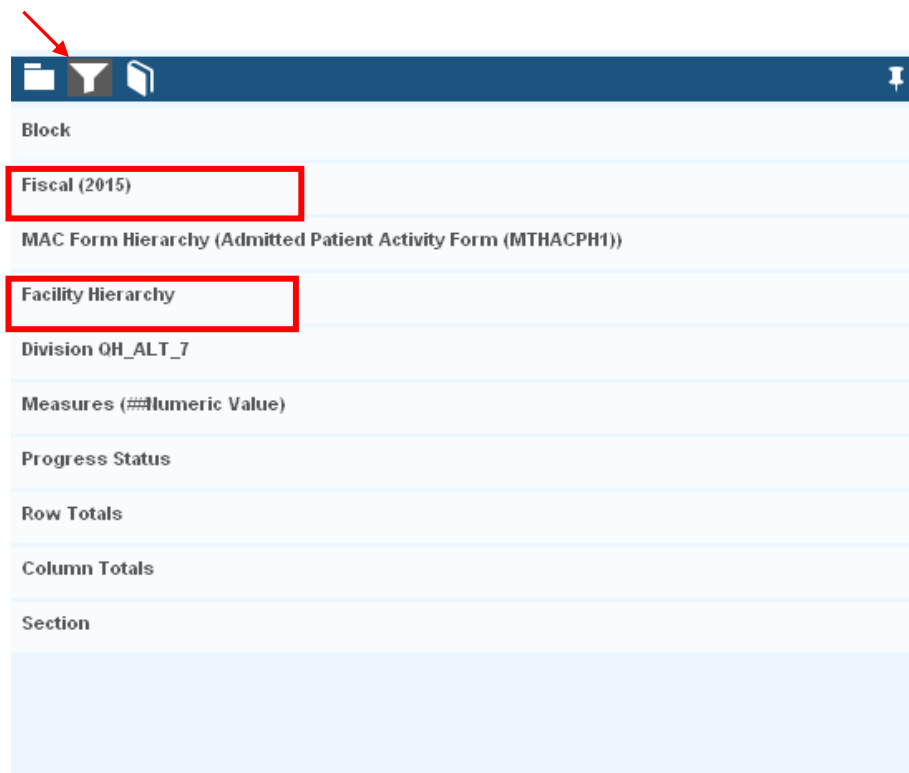 Block
Fiscal (2015)
MAC Form Hierarchy (Admitted Patient Activity Form (MTHACPH1))
Facility Hierarchy
Division QH_ALT_7
Measures (##Numeric Value)
Progress Status
Row Totals
Column Totals
Section